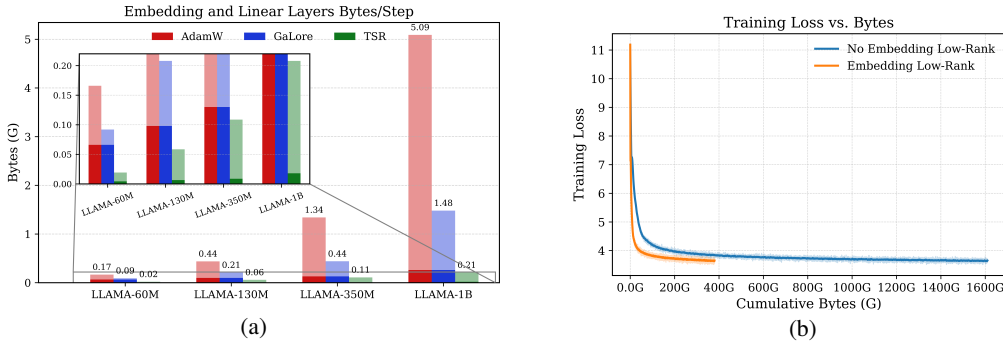 Embedding and Linear Layers Bytes/Step
AdamW GaLore TSR
Bytes (G)
5
4
3
2
1
0
0.20
0.15
0.10
0.05
0.00
LLAMA-60M LLAMA-130M LLAMA-350M LLAMA-1B
0.17 0.09 0.02
0.44 0.21 0.06
1.34 0.44 0.11
5.09 1.48 0.21
LLAMA-60M LLAMA-130M LLAMA-350M LLAMA-1B
(a)
Training Loss vs. Bytes
No Embedding Low-Rank
Embedding Low-Rank
Training Loss
11
10
9
8
7
6
5
4
3
0.0G 200G 400G 600G 800G 1000G 1200G 1400G 1600G
Cumulative Bytes (G)
(b)